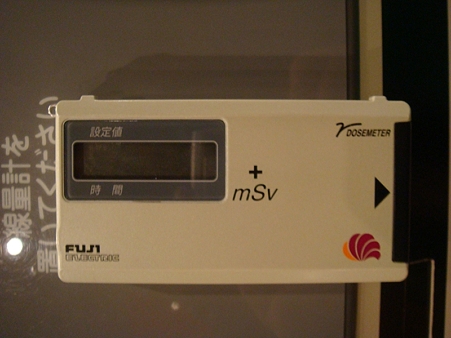 設定値
時間
γ DOSEMETER
+
mSv
FUJI
ELECTRIC
線量計を
置いてください